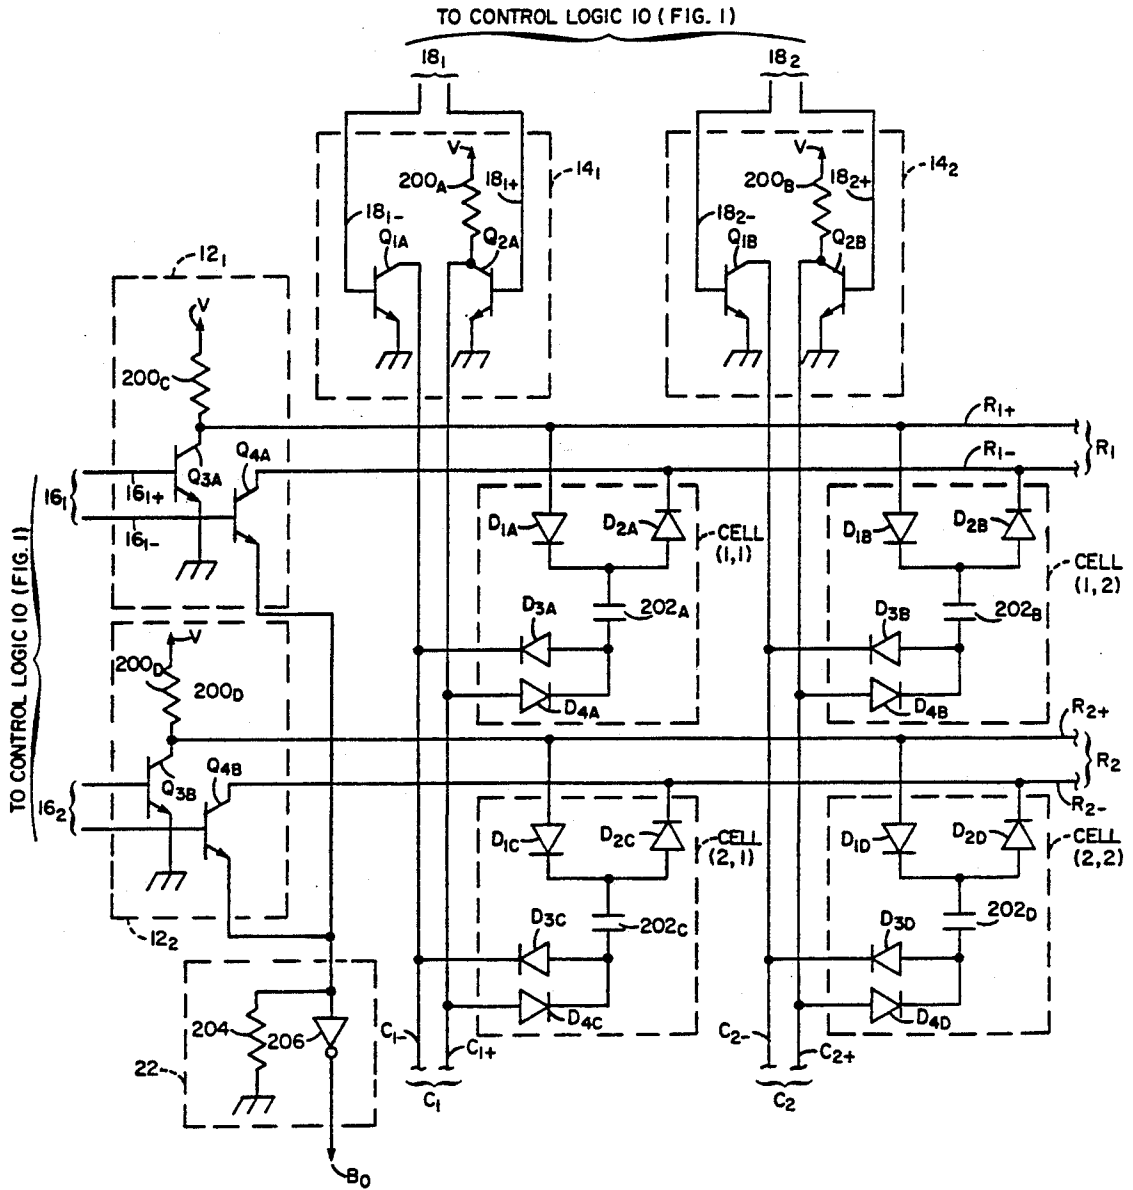 TO CONTROL LOGIC 10 (FIG. 1)
18₁ 18₂
V V
14₁ 14₂
200A 18₁₊ 200B 18₂₊
18₁₋ 18₂₋
Q1A Q2A Q1B Q2B
12₁
V
200C
R₁₊
Q4A R₁₋ R₁
Q3A
16₁ 16₁₊
16₁₋
D1A D2A D1B D2B
CELL (1,1)
CELL (1,2)
D3A 202A D3B 202B
V
200D 200D
D4A D4B
R₂₊
Q4B R₂
Q3B
R₂₋
16₂
TO CONTROL LOGIC 10 (FIG. 1)
D1C D2C D1D D2D
CELL (2,1)
CELL (2,2)
12₂
D3C 202C D3D 202D
204 206
D4C D4D
22
C₁₋ C₁₊ C₂₋ C₂₊
C₁ C₂
B₀